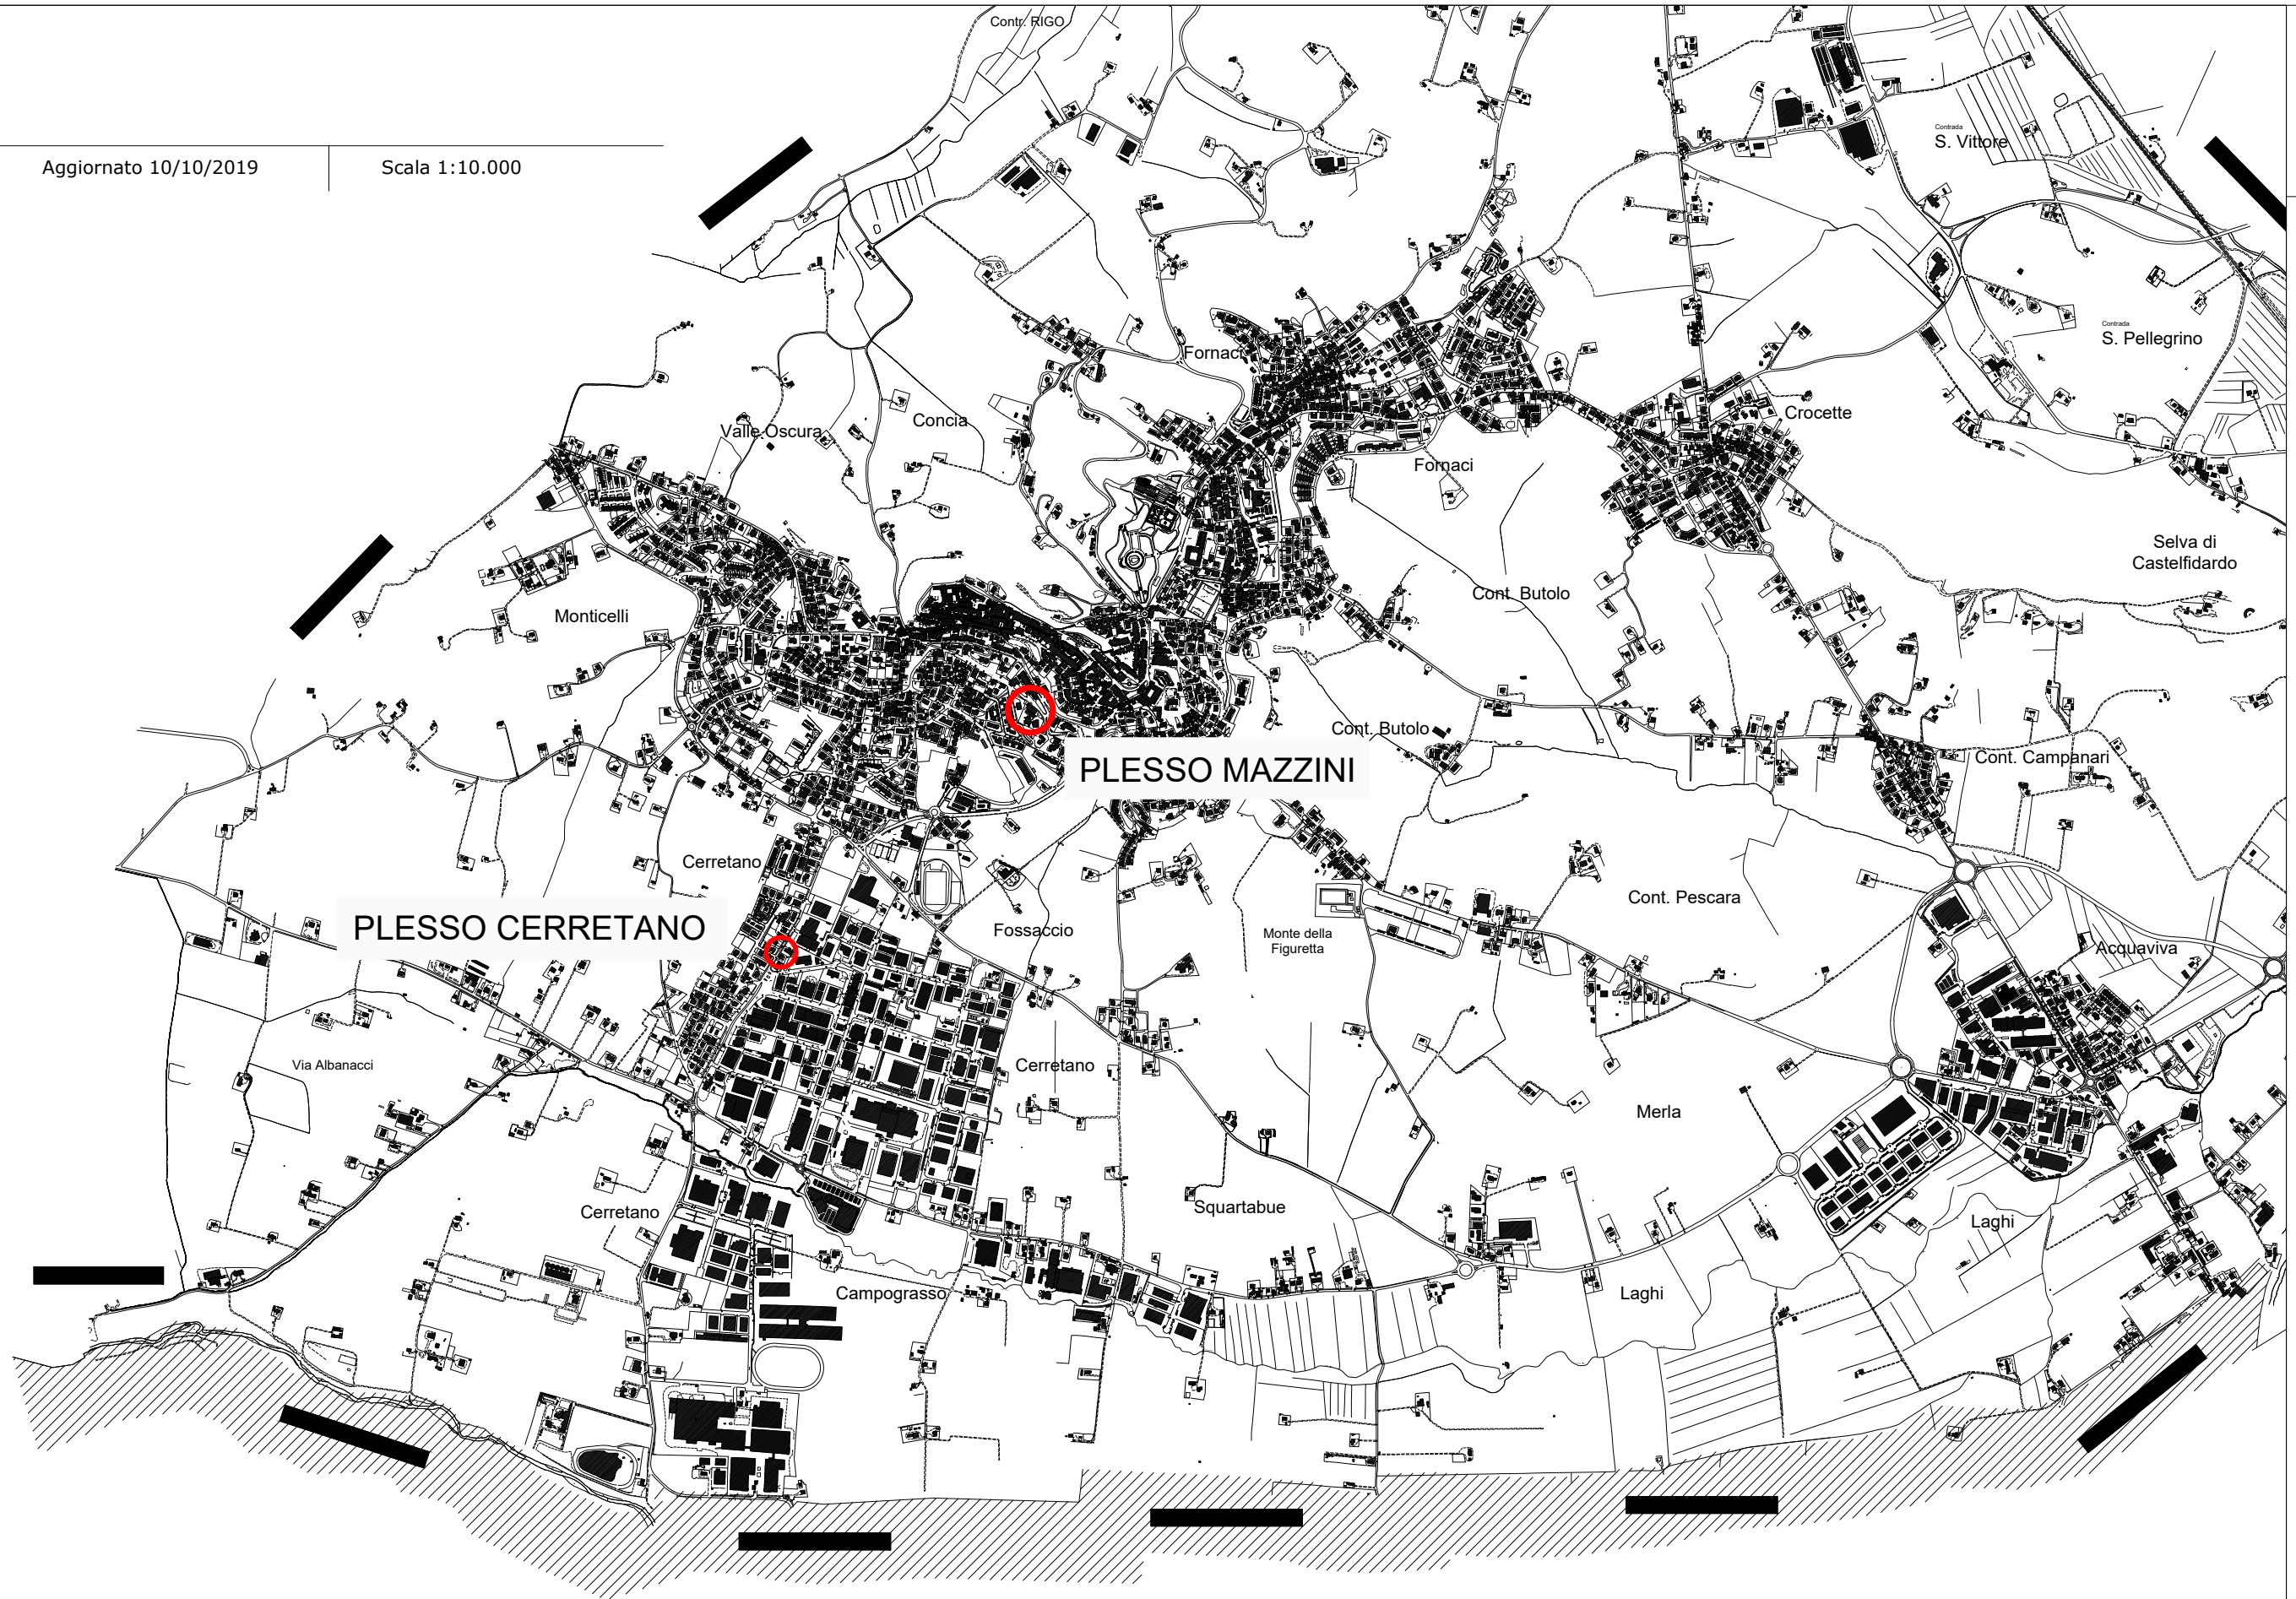 Contr. RIGO
Contrada
S. Vittore
Aggiornato 10/10/2019
Scala 1:10.000
Contrada
S. Pellegrino
Fornaci
Crocette
Concia
Valle Oscura
Fornaci
Selva di
Castelfidardo
Cont. Butolo
Monticelli
Cont. Butolo
Cont. Campanari
PLESSO MAZZINI
Cerretano
Cont. Pescara
PLESSO CERRETANO
Fossaccio
Monte della
Figuretta
Acquaviva
Via Albanacci
Cerretano
Merla
Cerretano
Squartabue
Laghi
Campograsso
Laghi